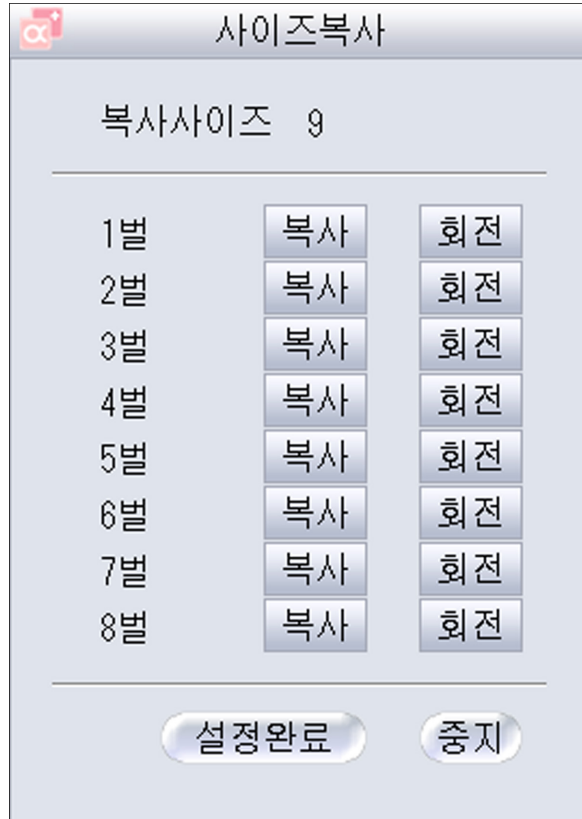 α+ 사이즈복사
복사사이즈 9
1벌 복사 회전
2벌 복사 회전
3벌 복사 회전
4벌 복사 회전
5벌 복사 회전
6벌 복사 회전
7벌 복사 회전
8벌 복사 회전
설정완료 중지